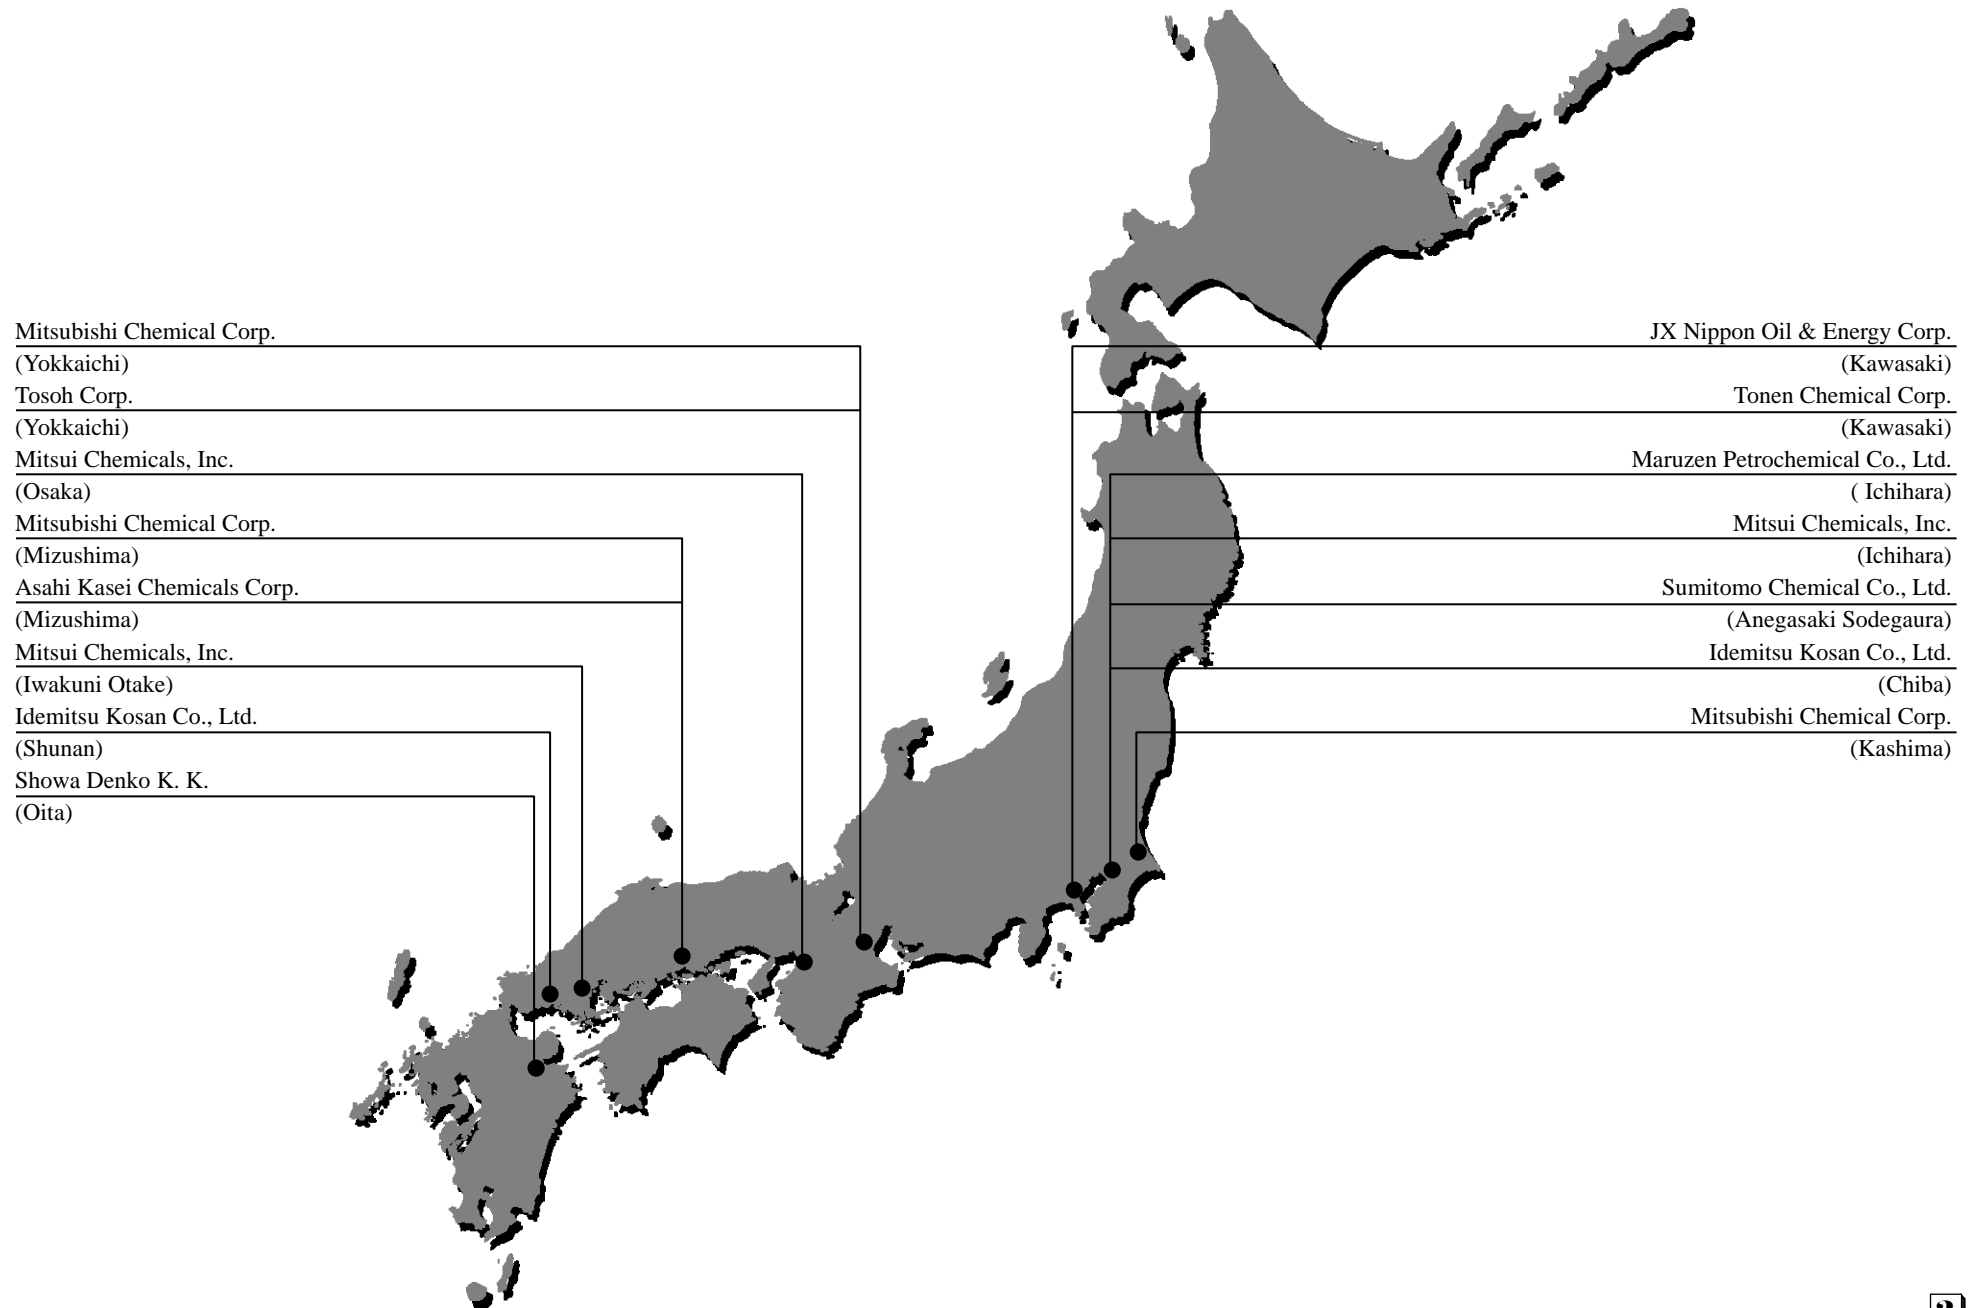 Mitsubishi Chemical Corp.
(Yokkaichi)
Tosoh Corp.
(Yokkaichi)
Mitsui Chemicals, Inc.
(Osaka)
Mitsubishi Chemical Corp.
(Mizushima)
Asahi Kasei Chemicals Corp.
(Mizushima)
Mitsui Chemicals, Inc.
(Iwakuni Otake)
Idemitsu Kosan Co., Ltd.
(Shunan)
Showa Denko K. K.
(Oita)
JX Nippon Oil & Energy Corp.
(Kawasaki)
Tonen Chemical Corp.
(Kawasaki)
Maruzen Petrochemical Co., Ltd.
( Ichihara)
Mitsui Chemicals, Inc.
(Ichihara)
Sumitomo Chemical Co., Ltd.
(Anegasaki Sodegaura)
Idemitsu Kosan Co., Ltd.
(Chiba)
Mitsubishi Chemical Corp.
(Kashima)